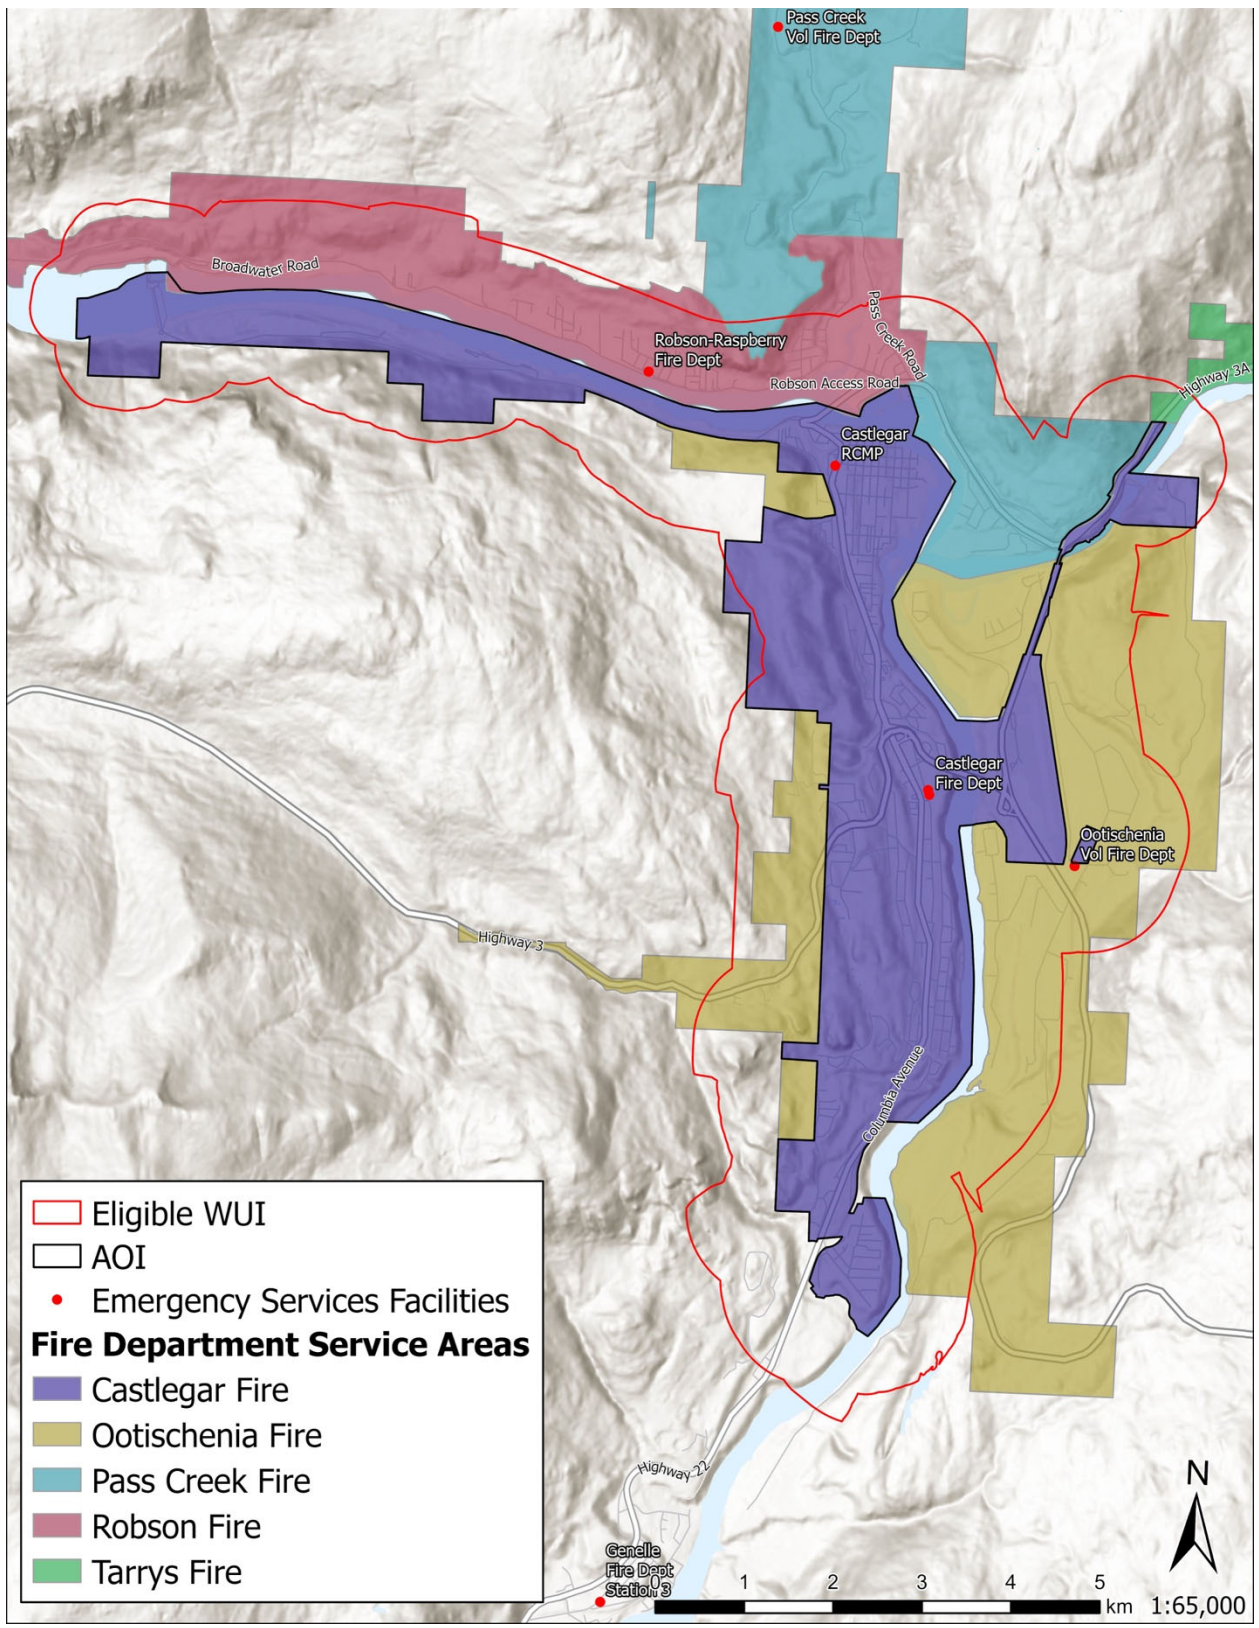 Pass Creek
Vol Fire Dept
Broadwater Road
Pass Creek Road
Robson-Raspberry
Fire Dept
Robson Access Road
Highway 3A
Castlegar
RCMP
Castlegar
Fire Dept
Ootischenia
Vol Fire Dept
Highway 3
Columbia Avenue
Eligible WUI
AOI
Emergency Services Facilities
Fire Department Service Areas
Castlegar Fire
Ootischenia Fire
Pass Creek Fire
Robson Fire
Tarrys Fire
Highway 22
Genelle
Fire Dept
Station 3
N
0 1 2 3 4 5
km 1:65,000